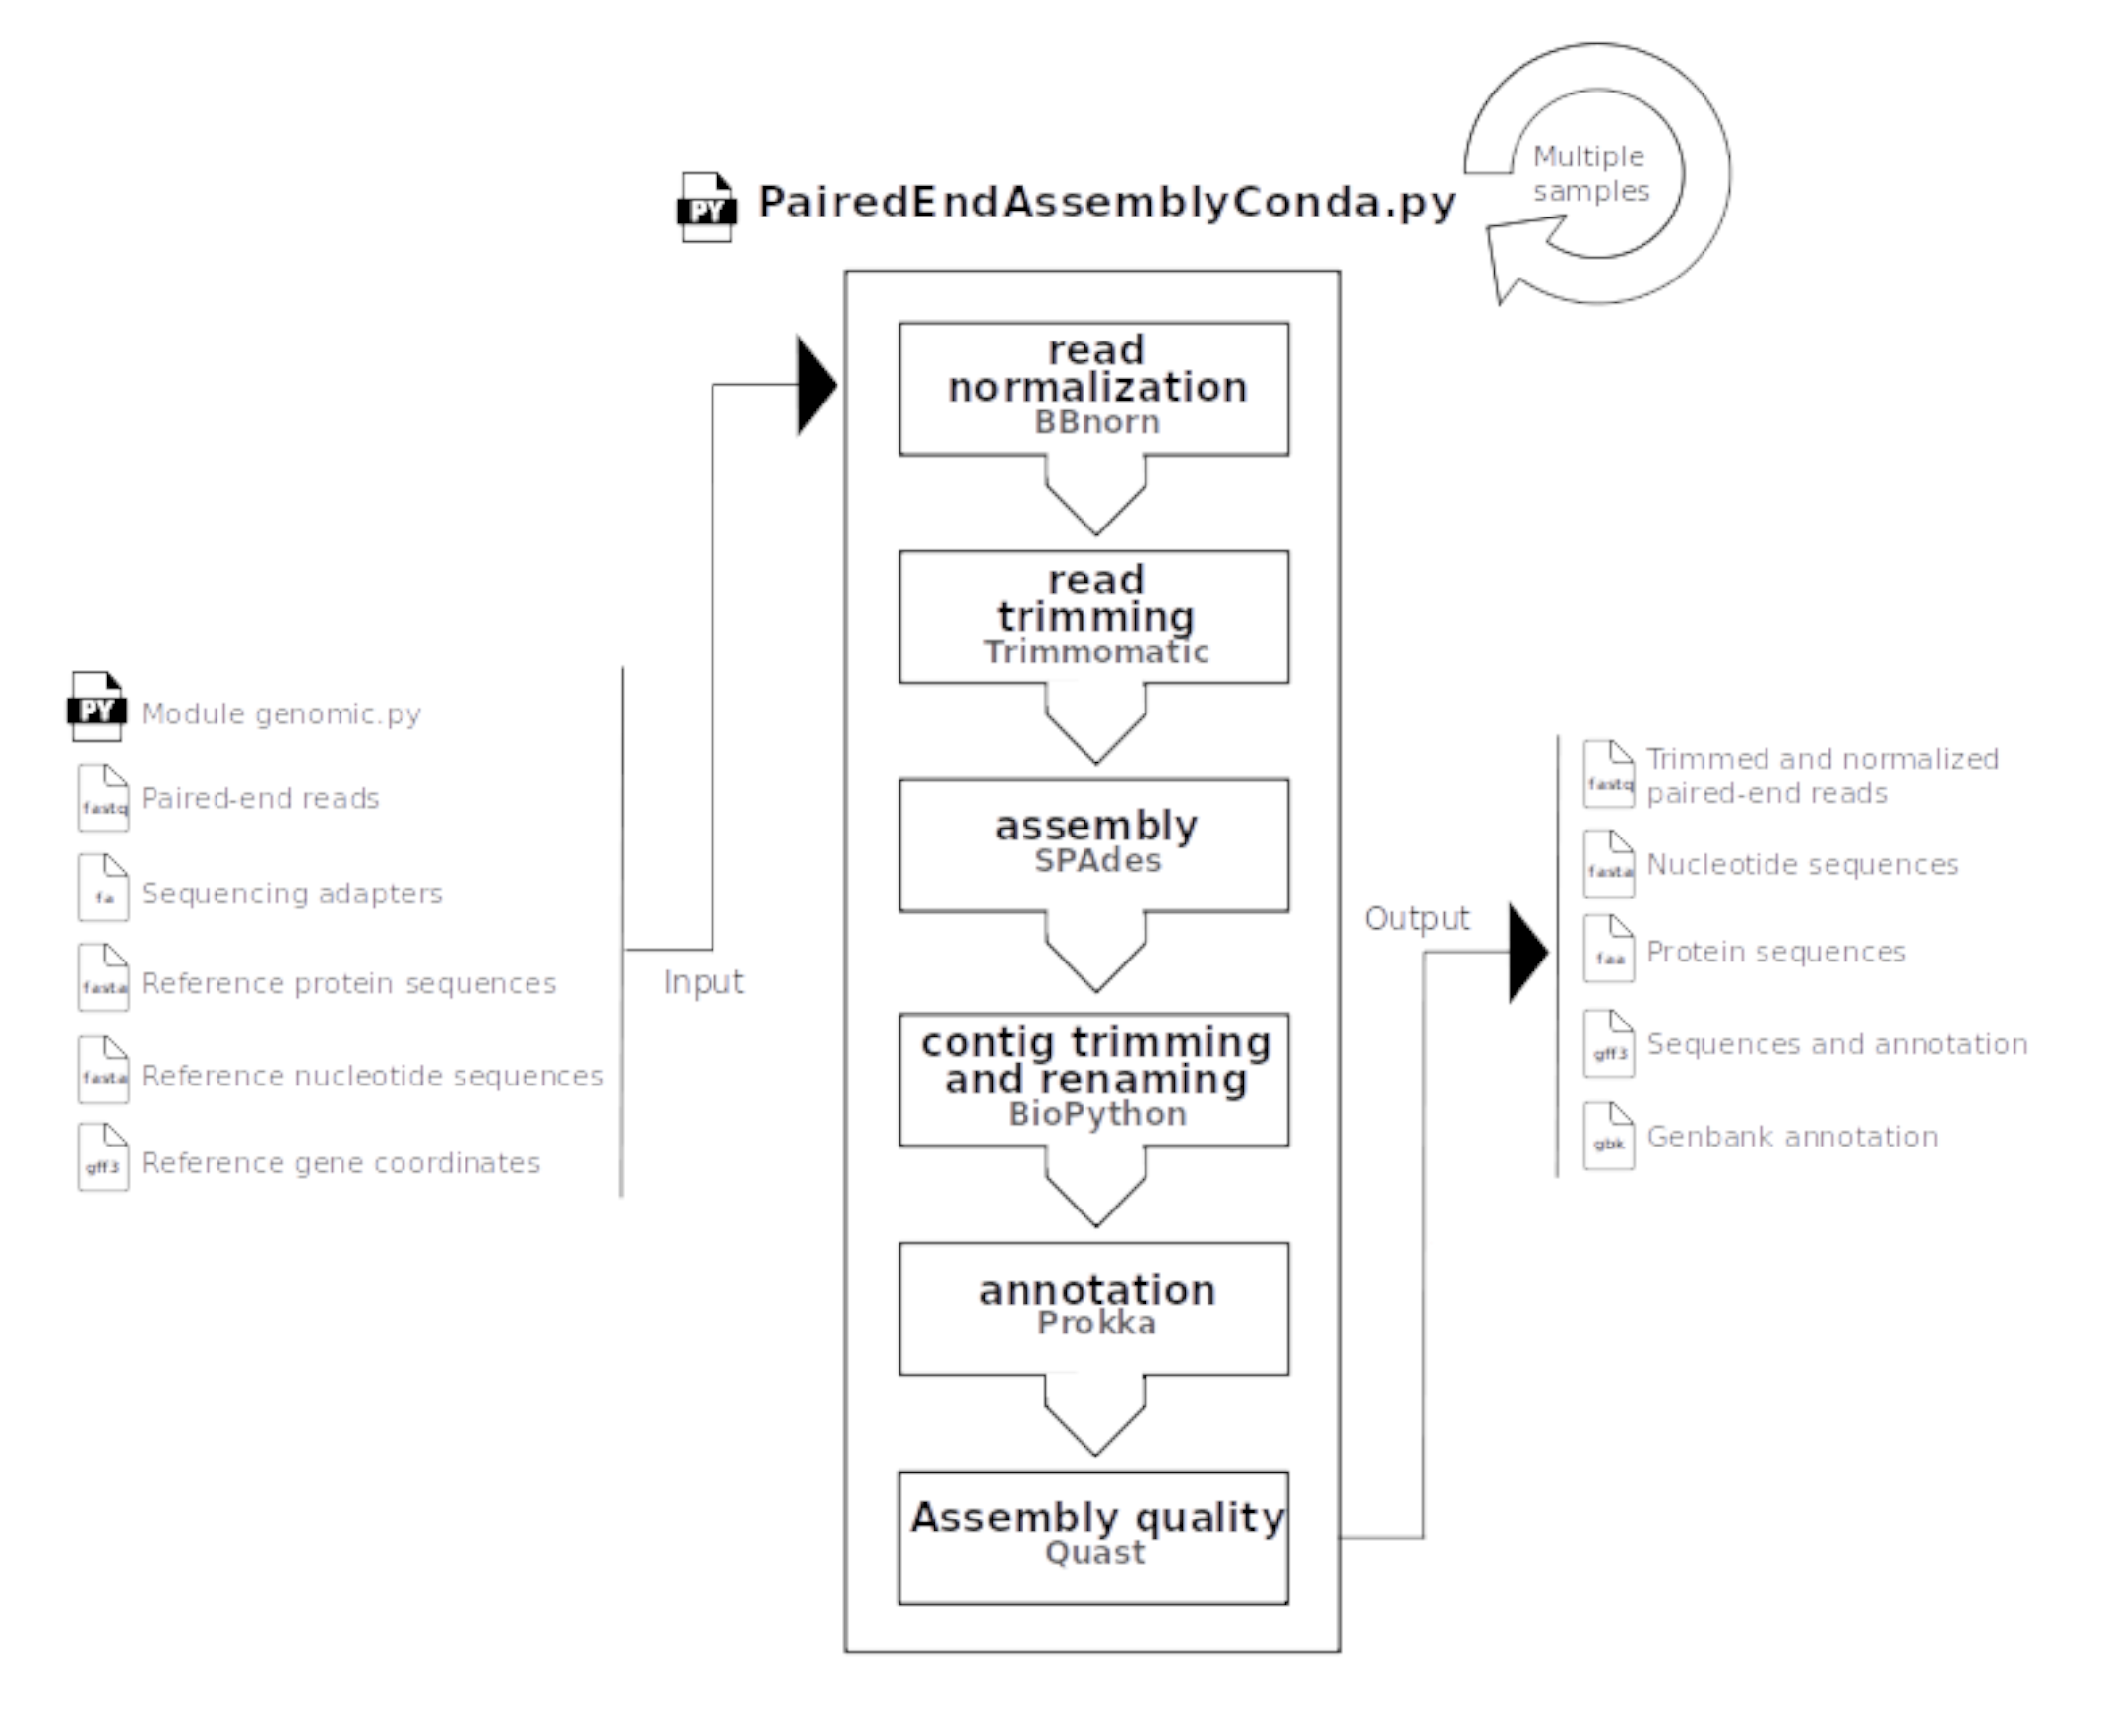 Multiple
samples
PY
PairedEndAssemblyConda.py
read
normalization
BBnorn
read
trimming
Trimmomatic
assembly
SPAdes
contig trimming
and renaming
BioPython
annotation
Prokka
Assembly quality
Quast
PY
Module genomic.py
fastq
Paired-end reads
fa
Sequencing adapters
fasta
Reference protein sequences
fasta
Reference nucleotide sequences
gff3
Reference gene coordinates
Input
Output
fastq
Trimmed and normalized
paired-end reads
fasta
Nucleotide sequences
faa
Protein sequences
gff3
Sequences and annotation
gbk
Genbank annotation